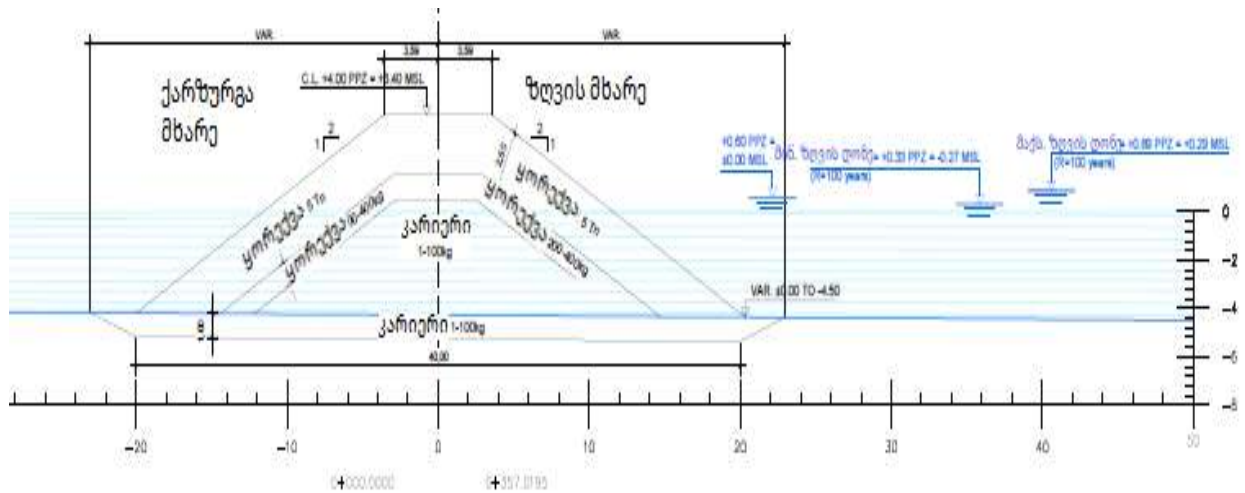 VAR.
VAR.
3.59
3.59
C.L. +4.00 PPZ = +3.40 MSL
ქარზურგა
მხარე
ზღვის მხარე
2
1
2
1
+0.60 PPZ =
±0.00 MSL
მინ. ზღვის დონე = +0.33 PPZ = -0.27 MSL
(R=100 years)
მაქს. ზღვის დონე = +0.89 PPZ = +0.29 MSL
(R=100 years)
ყორექვა 5 Tn
ყორექვა
ყორექვა 5 Tn
ყორექვა 200-400kg
კარიერი
1-100kg
VAR. ±0.00 TO -4.50
კარიერი 1-100kg
40.00
0
-2
-4
-6
-8
-20
-10
0
10
20
30
40
50
0+000.0000
0+357.0195